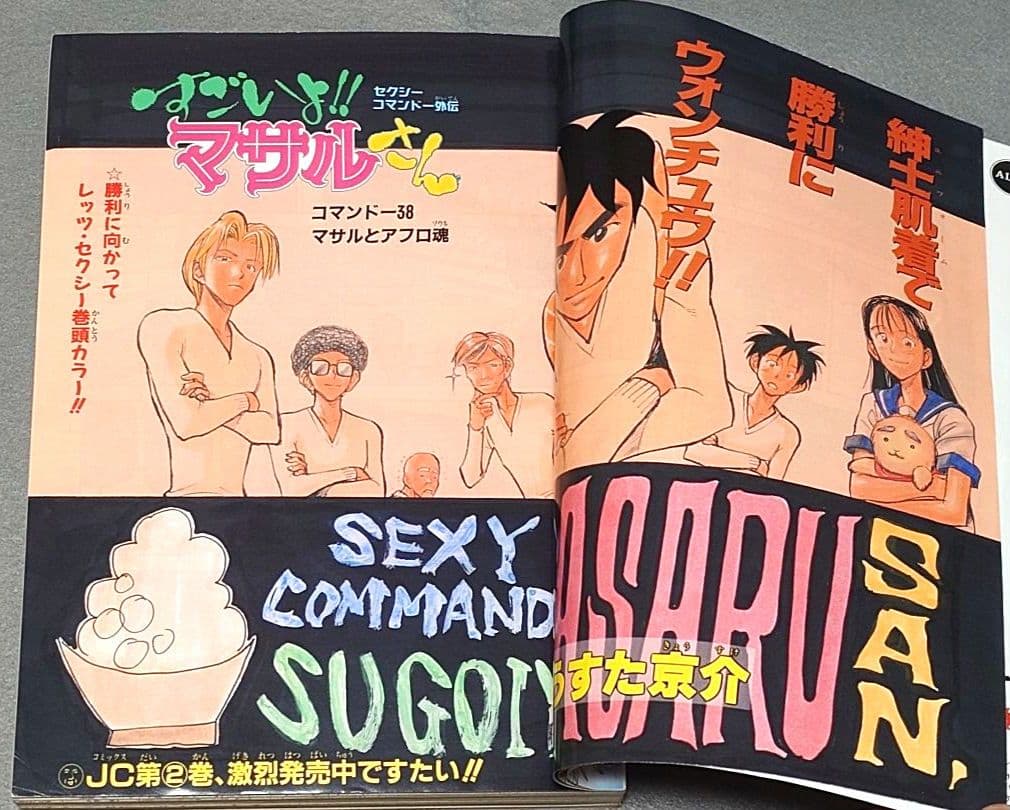 すごいよ!!
マサルさん
セクシー
コマンドー外伝
コマンドー38
マサルとアフロ魂
☆勝利に向かって
レッツ・セクシー巻頭カラー!!
紳士肌着で
勝利に
ウォンチュウ!!
SEXY
COMMAND
SUGOIY
ASARU
SAN,
うすた京介
JC第②巻、激烈発売中ですたい!!
AL